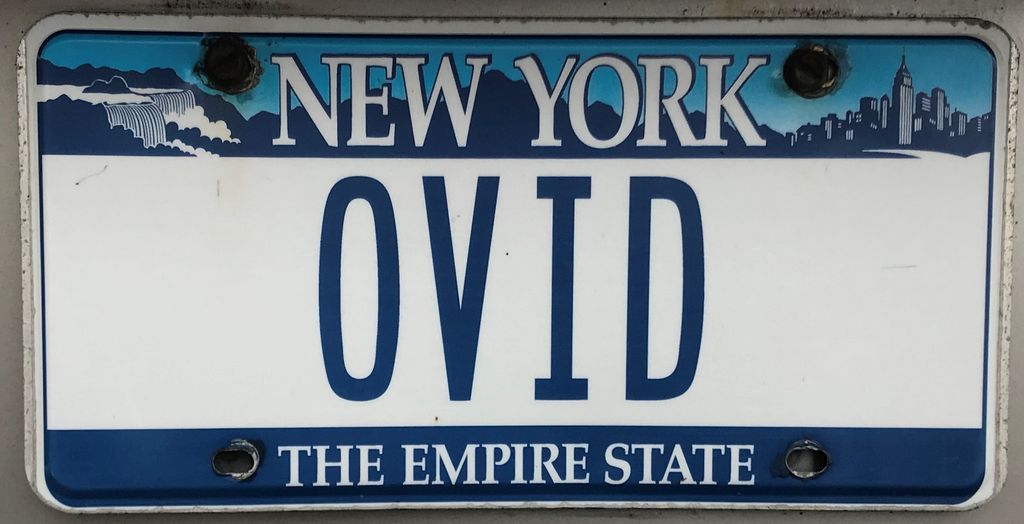 NEW YORK
OVID
THE EMPIRE STATE